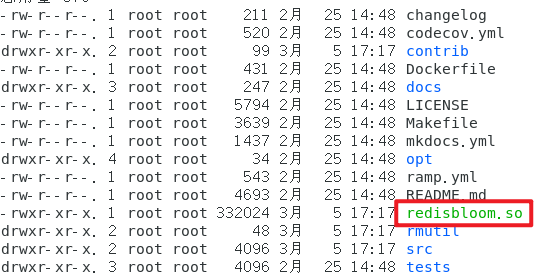 -rw-r--r--. 1 root root    211 2月  25 14:48 changelog
-rw-r--r--. 1 root root    520 2月  25 14:48 codecov.yml
drwxr-xr-x. 2 root root     99 3月   5 17:17 contrib
-rw-r--r--. 1 root root    431 2月  25 14:48 Dockerfile
drwxr-xr-x. 3 root root    247 2月  25 14:48 docs
-rw-r--r--. 1 root root   5794 2月  25 14:48 LICENSE
-rw-r--r--. 1 root root   3639 2月  25 14:48 Makefile
-rw-r--r--. 1 root root   1437 2月  25 14:48 mkdocs.yml
drwxr-xr-x. 4 root root     34 2月  25 14:48 opt
-rw-r--r--. 1 root root    543 2月  25 14:48 ramp.yml
-rw-r--r--. 1 root root   4693 2月  25 14:48 README.md
-rwxr-xr-x. 1 root root 332024 3月   5 17:17 redisbloom.so
drwxr-xr-x. 2 root root     48 3月   5 17:17 rmutil
drwxr-xr-x. 2 root root   4096 3月   5 17:17 src
drwxr-xr-x. 3 root root   4096 2月  25 14:48 tests